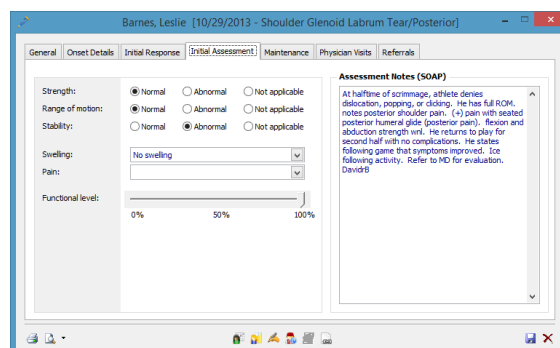 Barnes, Leslie [10/29/2013 - Shoulder Glenoid Labrum Tear/Posterior]
General Onset Details Initial Response Initial Assessment Maintenance Physician Visits Referrals
Strength: Normal Abnormal Not applicable
Range of motion: Normal Abnormal Not applicable
Stability: Normal Abnormal Not applicable
Swelling: No swelling
Pain:
Functional level:
0% 50% 100%
Assessment Notes (SOAP)
At halftime of scrimmage, athlete denies
dislocation, popping, or clicking. He has full ROM.
notes posterior shoulder pain. (+) pain with seated
posterior humeral glide (posterior pain). flexion and
abduction strength wnl. He returns to play for
second half with no complications. He states
following game that symptoms improved. Ice
following activity. Refer to MD for evaluation.
DavidrB